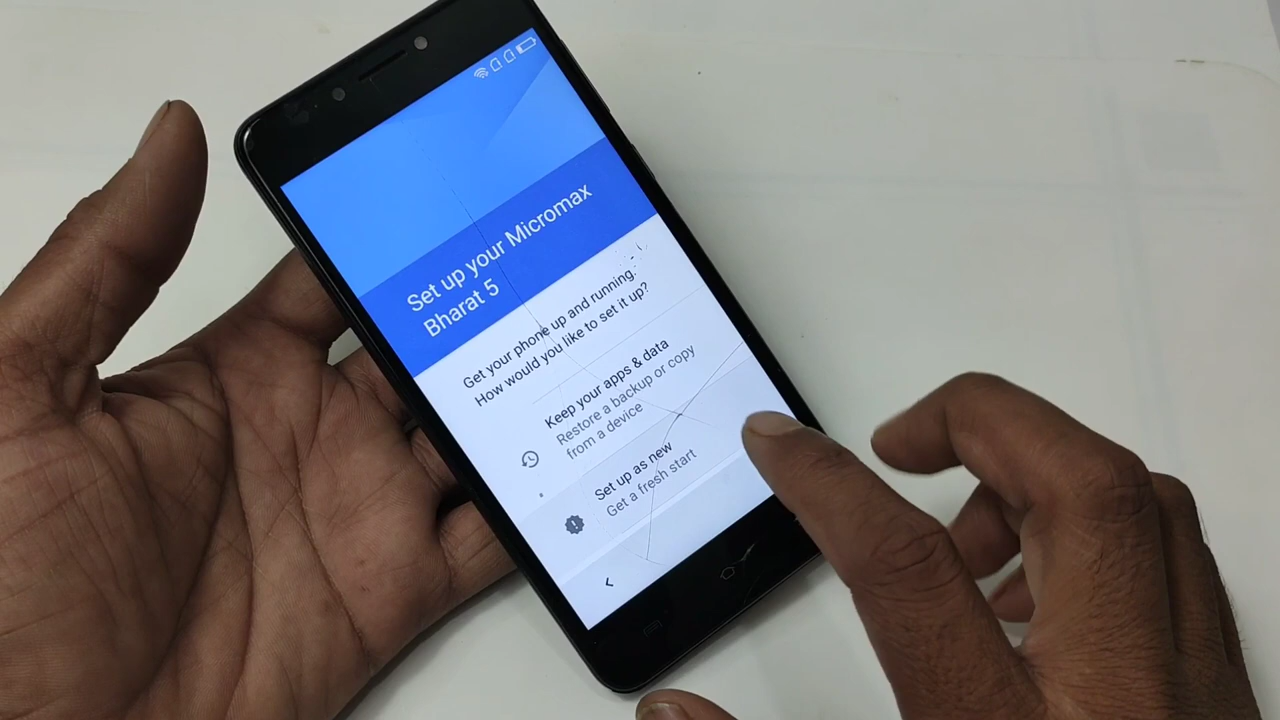 Set up your Micromax
Bharat 5
Get your phone up and running.
How would you like to set it up?
Keep your apps & data
Restore a backup or copy
from a device
Set up as new
Get a fresh start